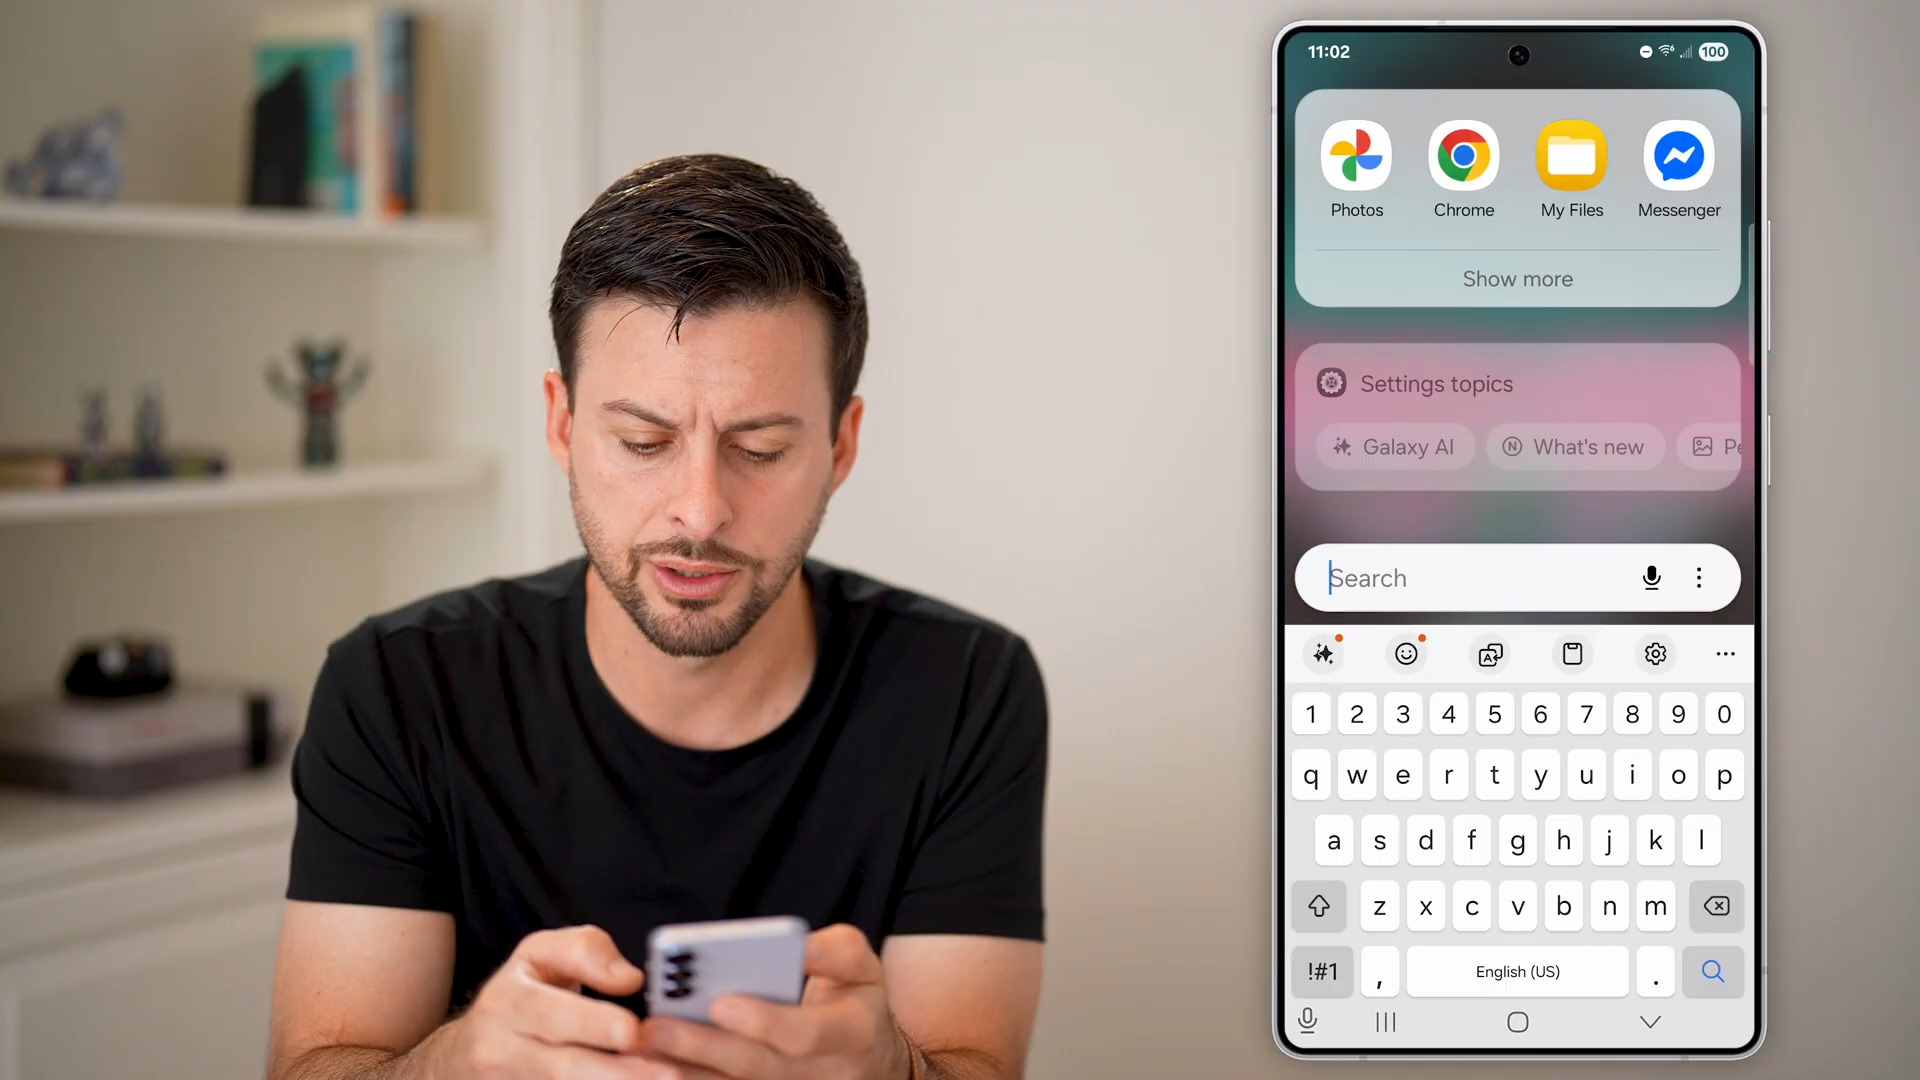 11:02
100
Photos Chrome My Files Messenger
Show more
Settings topics
Galaxy AI What's new Pe
Search
1 2 3 4 5 6 7 8 9 0
q w e r t y u i o p
a s d f g h j k l
z x c v b n m
!#1 , English (US) .